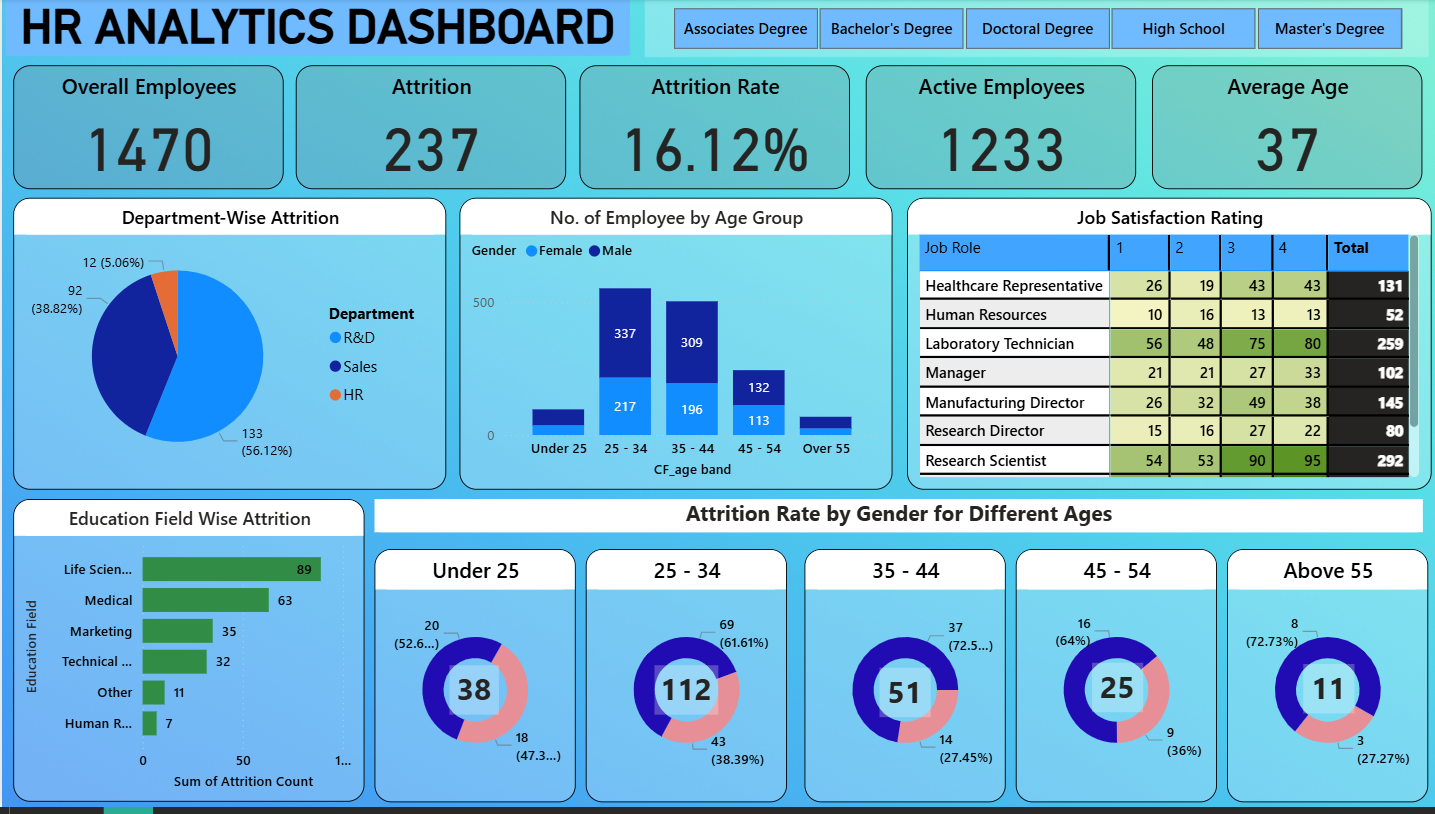 HR ANALYTICS DASHBOARD
Associates Degree
Bachelor's Degree
Doctoral Degree
High School
Master's Degree
Overall Employees
1470
Attrition
237
Attrition Rate
16.12%
Active Employees
1233
Average Age
37
Department-Wise Attrition
12 (5.06%)
92
(38.82%)
133
(56.12%)
Department
R&D
Sales
HR
No. of Employee by Age Group
Gender Female Male
500
0
337
217
309
196
132
113
Under 25 25 - 34 35 - 44 45 - 54 Over 55
CF_age band
Job Satisfaction Rating
Job Role 1 2 3 4 Total
Healthcare Representative 26 19 43 43 131
Human Resources 10 16 13 13 52
Laboratory Technician 56 48 75 80 259
Manager 21 21 27 33 102
Manufacturing Director 26 32 49 38 145
Research Director 15 16 27 22 80
Research Scientist 54 53 90 95 292
Education Field Wise Attrition
Education Field
Life Scien... 89
Medical 63
Marketing 35
Technical ... 32
Other 11
Human R... 7
0 50 1...
Sum of Attrition Count
Attrition Rate by Gender for Different Ages
Under 25
20
(52.6...)
38
18
(47.3...)
25 - 34
69
(61.61%)
112
43
(38.39%)
35 - 44
37
(72.5...)
51
14
(27.45%)
45 - 54
16
(64%)
25
9
(36%)
Above 55
8
(72.73%)
11
3
(27.27%)